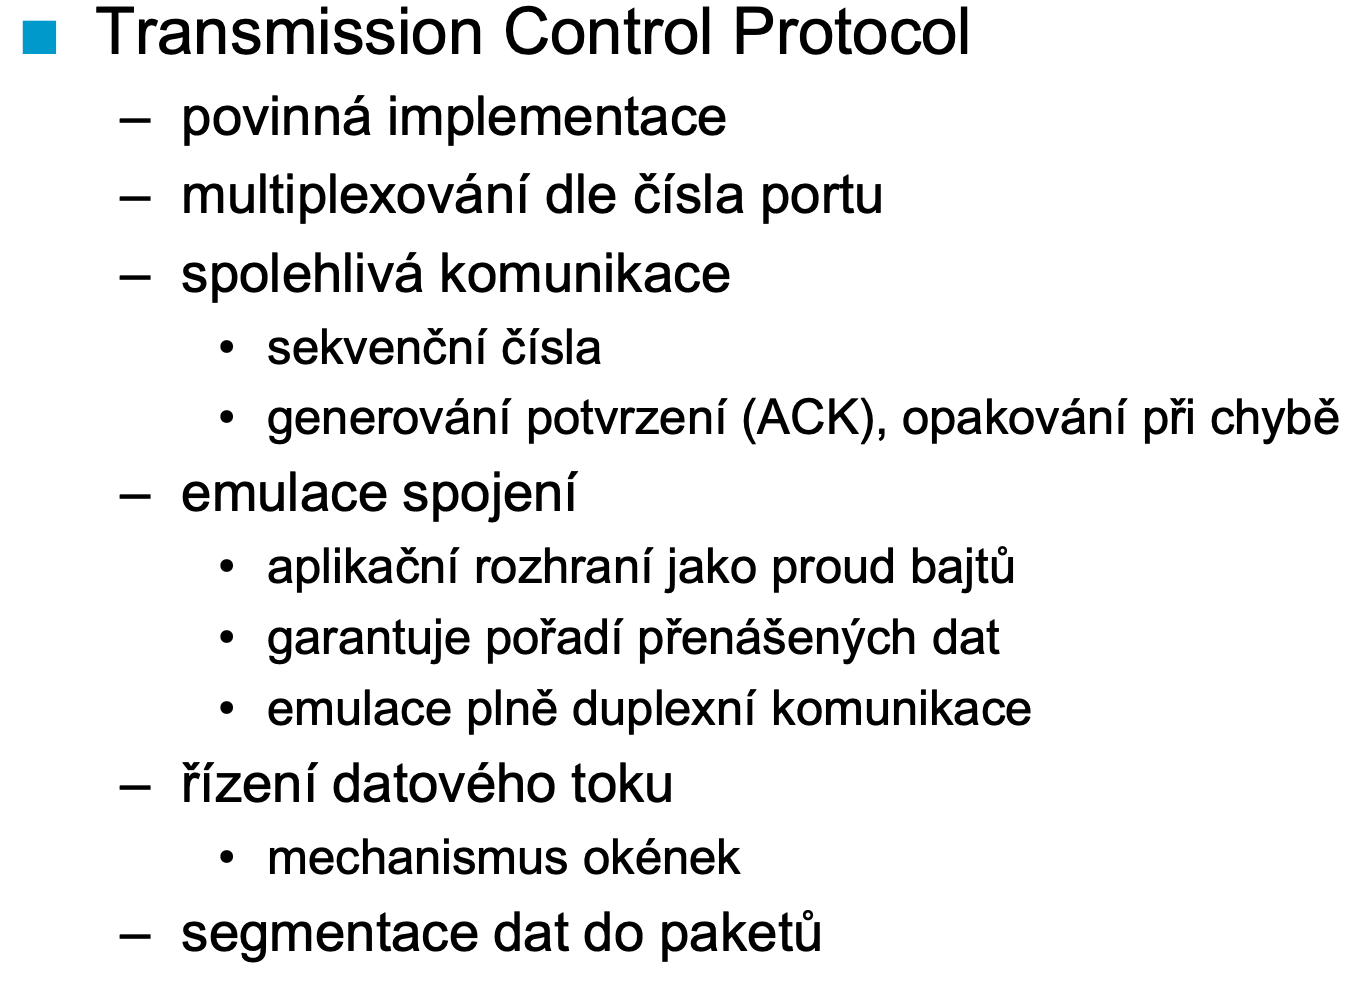 Transmission Control Protocol
– povinná implementace
– multiplexování dle čísla portu
– spolehlivá komunikace
• sekvenční čísla
• generování potvrzení (ACK), opakování při chybě
– emulace spojení
• aplikační rozhraní jako proud bajtů
• garantuje pořadí přenášených dat
• emulace plně duplexní komunikace
– řízení datového toku
• mechanismus okének
– segmentace dat do paketů